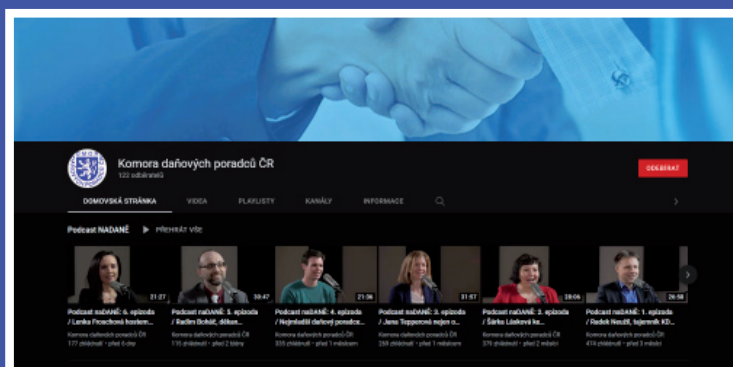 Komora daňových poradců ČR
122 odběratelů
ODEBÍRAT
DOMOVSKÁ STRÁNKA VIDEA PLAYLISTY KANÁLY INFORMACE
Podcast NADANĚ PŘEHRÁT VŠE
21:27 30:47 21:36 31:57 28:06 26:58
Podcast naDANĚ: 6. epizoda Podcast naDANĚ: 5. epizoda Podcast naDANĚ: 4. epizoda Podcast naDANĚ: 3. epizoda Podcast naDANĚ: 2. epizoda Podcast naDANĚ: 1. epizoda
/ Lenka Froschová hostem... / Radim Boháč, děkan... / Nejmladší daňový poradce... / Jana Tepperová nejen o... / Šárka Lásková ke... / Radek Neužil, tajemník KD...
Komora daňových poradců ČR Komora daňových poradců ČR Komora daňových poradců ČR Komora daňových poradců ČR Komora daňových poradců ČR Komora daňových poradců ČR
177 zhlédnutí • před 6 dny 115 zhlédnutí • před 2 týdny 335 zhlédnutí • před 1 měsícem 269 zhlédnutí • před 1 měsícem 379 zhlédnutí • před 2 měsíci 474 zhlédnutí • před 3 měsíci